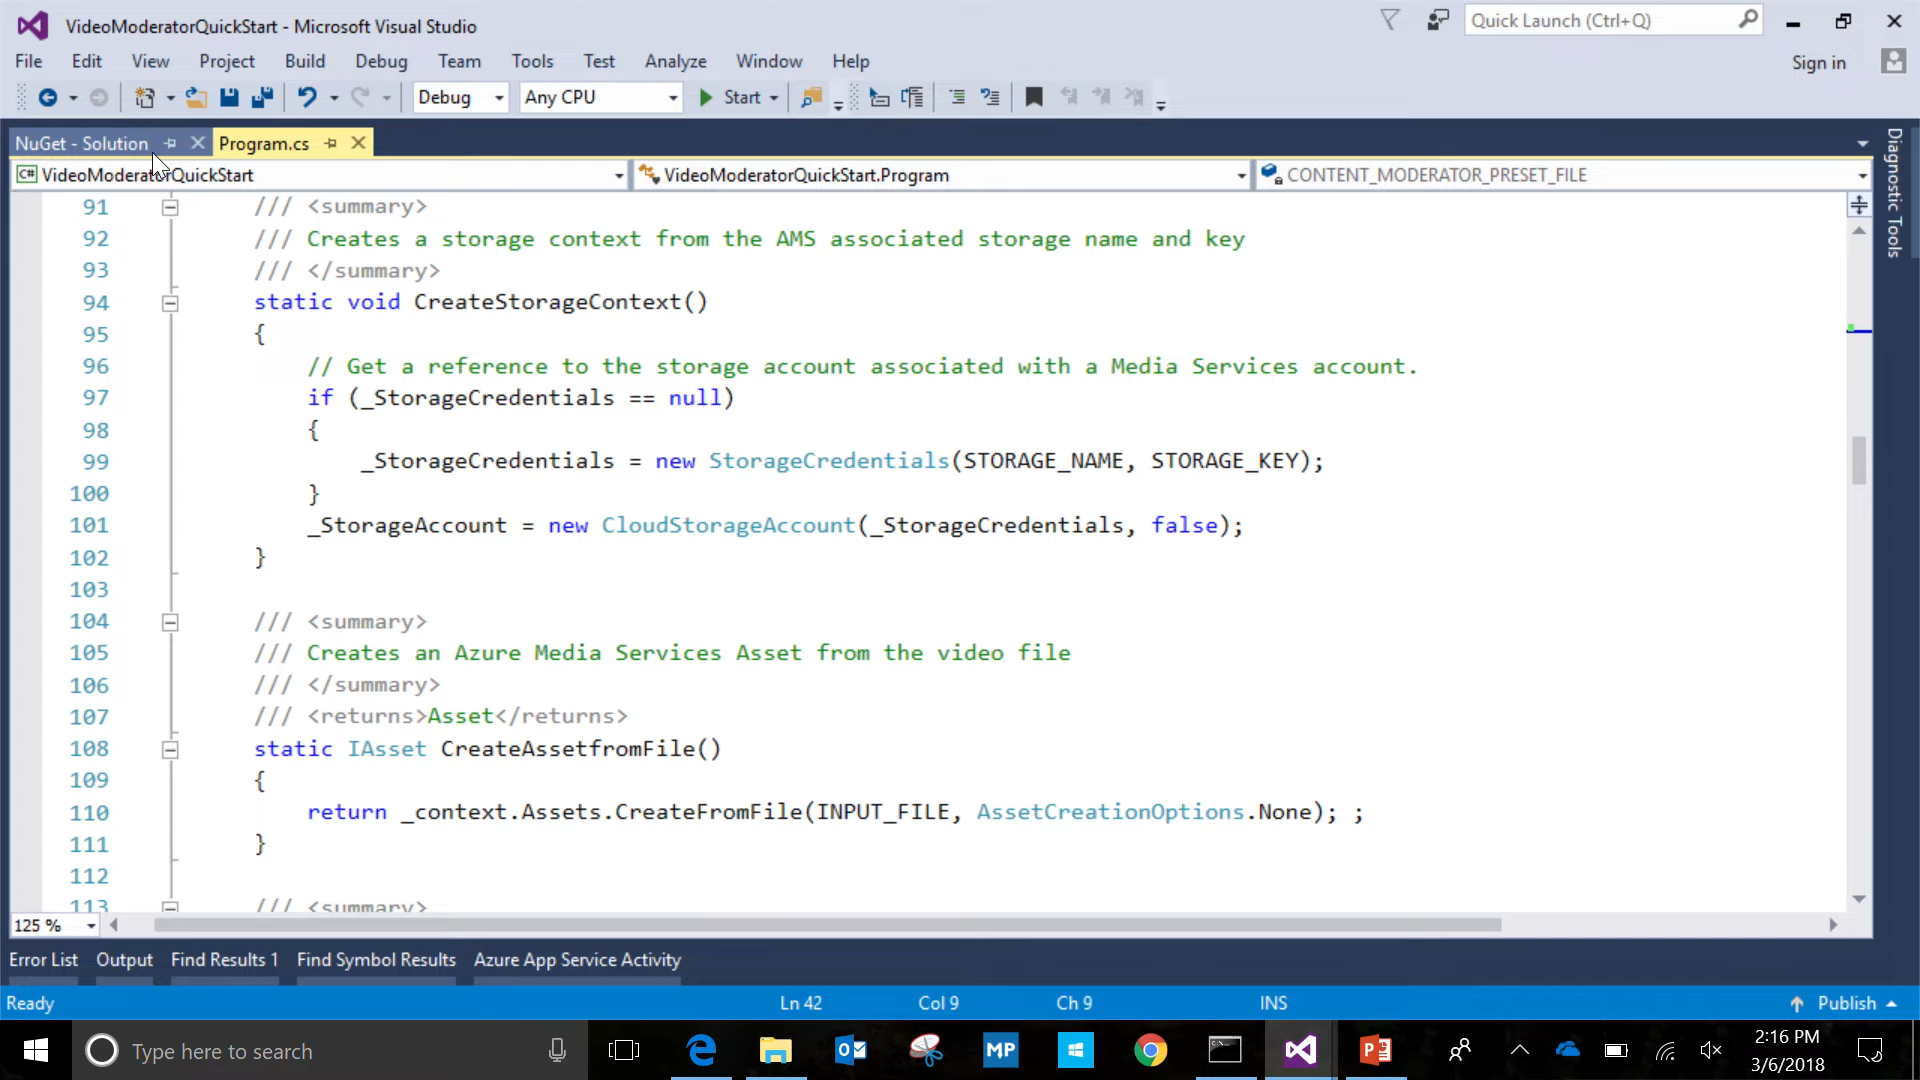 VideoModeratorQuickStart - Microsoft Visual Studio
Quick Launch (Ctrl+Q)
File Edit View Project Build Debug Team Tools Test Analyze Window Help
Sign in
Debug Any CPU Start
NuGet - Solution Program.cs
C# VideoModeratorQuickStart VideoModeratorQuickStart.Program CONTENT_MODERATOR_PRESET_FILE
Diagnostic Tools
91 /// <summary>
92 /// Creates a storage context from the AMS associated storage name and key
93 /// </summary>
94 static void CreateStorageContext()
95 {
96 // Get a reference to the storage account associated with a Media Services account.
97 if (_StorageCredentials == null)
98 {
99 _StorageCredentials = new StorageCredentials(STORAGE_NAME, STORAGE_KEY);
100 }
101 _StorageAccount = new CloudStorageAccount(_StorageCredentials, false);
102 }
103
104 /// <summary>
105 /// Creates an Azure Media Services Asset from the video file
106 /// </summary>
107 /// <returns>Asset</returns>
108 static IAsset CreateAssetfromFile()
109 {
110 return _context.Assets.CreateFromFile(INPUT_FILE, AssetCreationOptions.None); ;
111 }
112
113 /// <summary>
125 %
Error List Output Find Results 1 Find Symbol Results Azure App Service Activity
Ready Ln 42 Col 9 Ch 9 INS Publish
Type here to search
MP
2:16 PM
3/6/2018